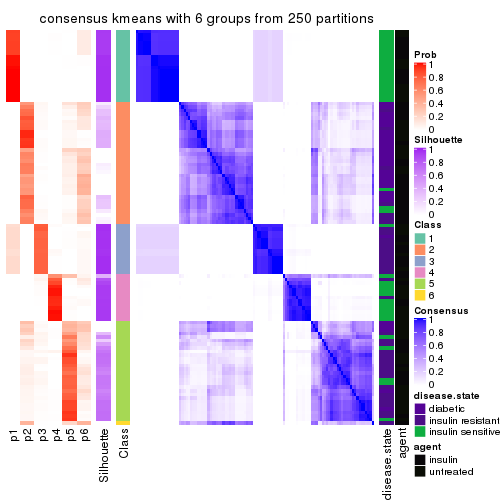 consensus kmeans with 6 groups from 250 partitions
p1
p2
p3
p4
p5
p6
Silhouette
Class
disease.state
agent
Prob
1
0.8
0.6
0.4
0.2
0
Silhouette
1
0.8
0.6
0.4
0.2
0
Class
1
2
3
4
5
6
Consensus
1
0.8
0.6
0.4
0.2
0
disease.state
diabetic
insulin resistant
insulin sensitive
agent
insulin
untreated